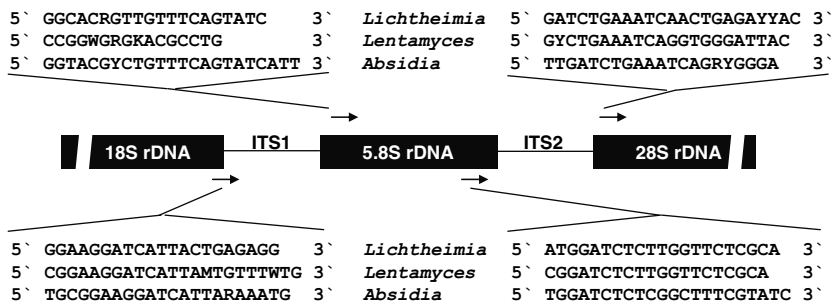 5` GGCACRGTTGTTTCAGTATC 3` Lichtheimia 5` GATCTGAAATCAACTGAGAYYAC 3`
5` CCGGWGRGKACGCCTG 3` Lentamyces 5` GYCTGAAATCAGGTGGGATTAC 3`
5` GGTACGYCTGTTTCAGTATCATT 3` Absidia 5` TTGATCTGAAATCAGRYGGGA 3`
18S rDNA ITS1 5.8S rDNA ITS2 28S rDNA
5` GGAAGGATCATTACTGAGAGG 3` Lichtheimia 5` ATGGATCTCTTGGTTCTCGCA 3`
5` CGGAAGGATCATTAMTGTTTWTG 3` Lentamyces 5` CGGATCTCTTGGTTCTCGCA 3`
5` TGCGGAAGGATCATTARAAATG 3` Absidia 5` TGGATCTCTCGGCTTTCGTATC 3`